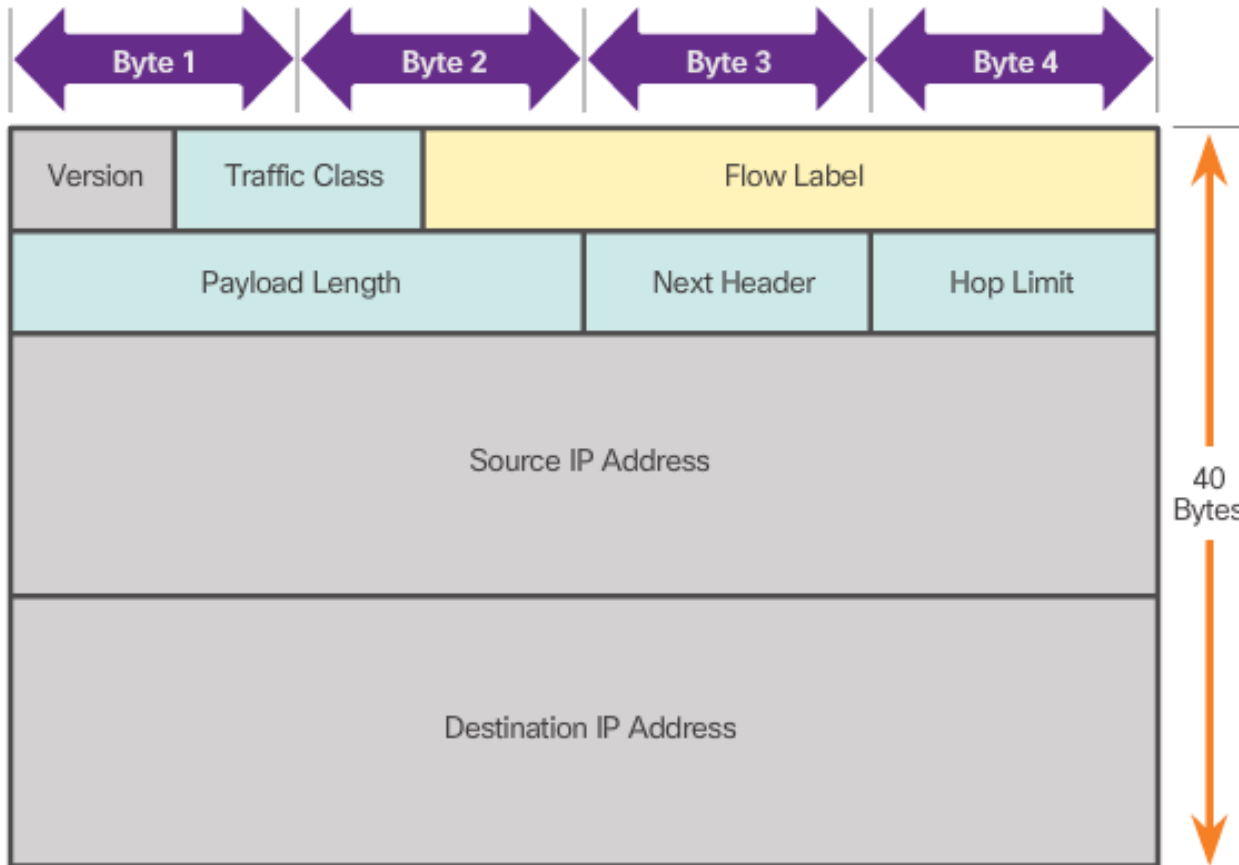 Byte 1
Byte 2
Byte 3
Byte 4
Version
Traffic Class
Flow Label
Payload Length
Next Header
Hop Limit
Source IP Address
40
Bytes
Destination IP Address